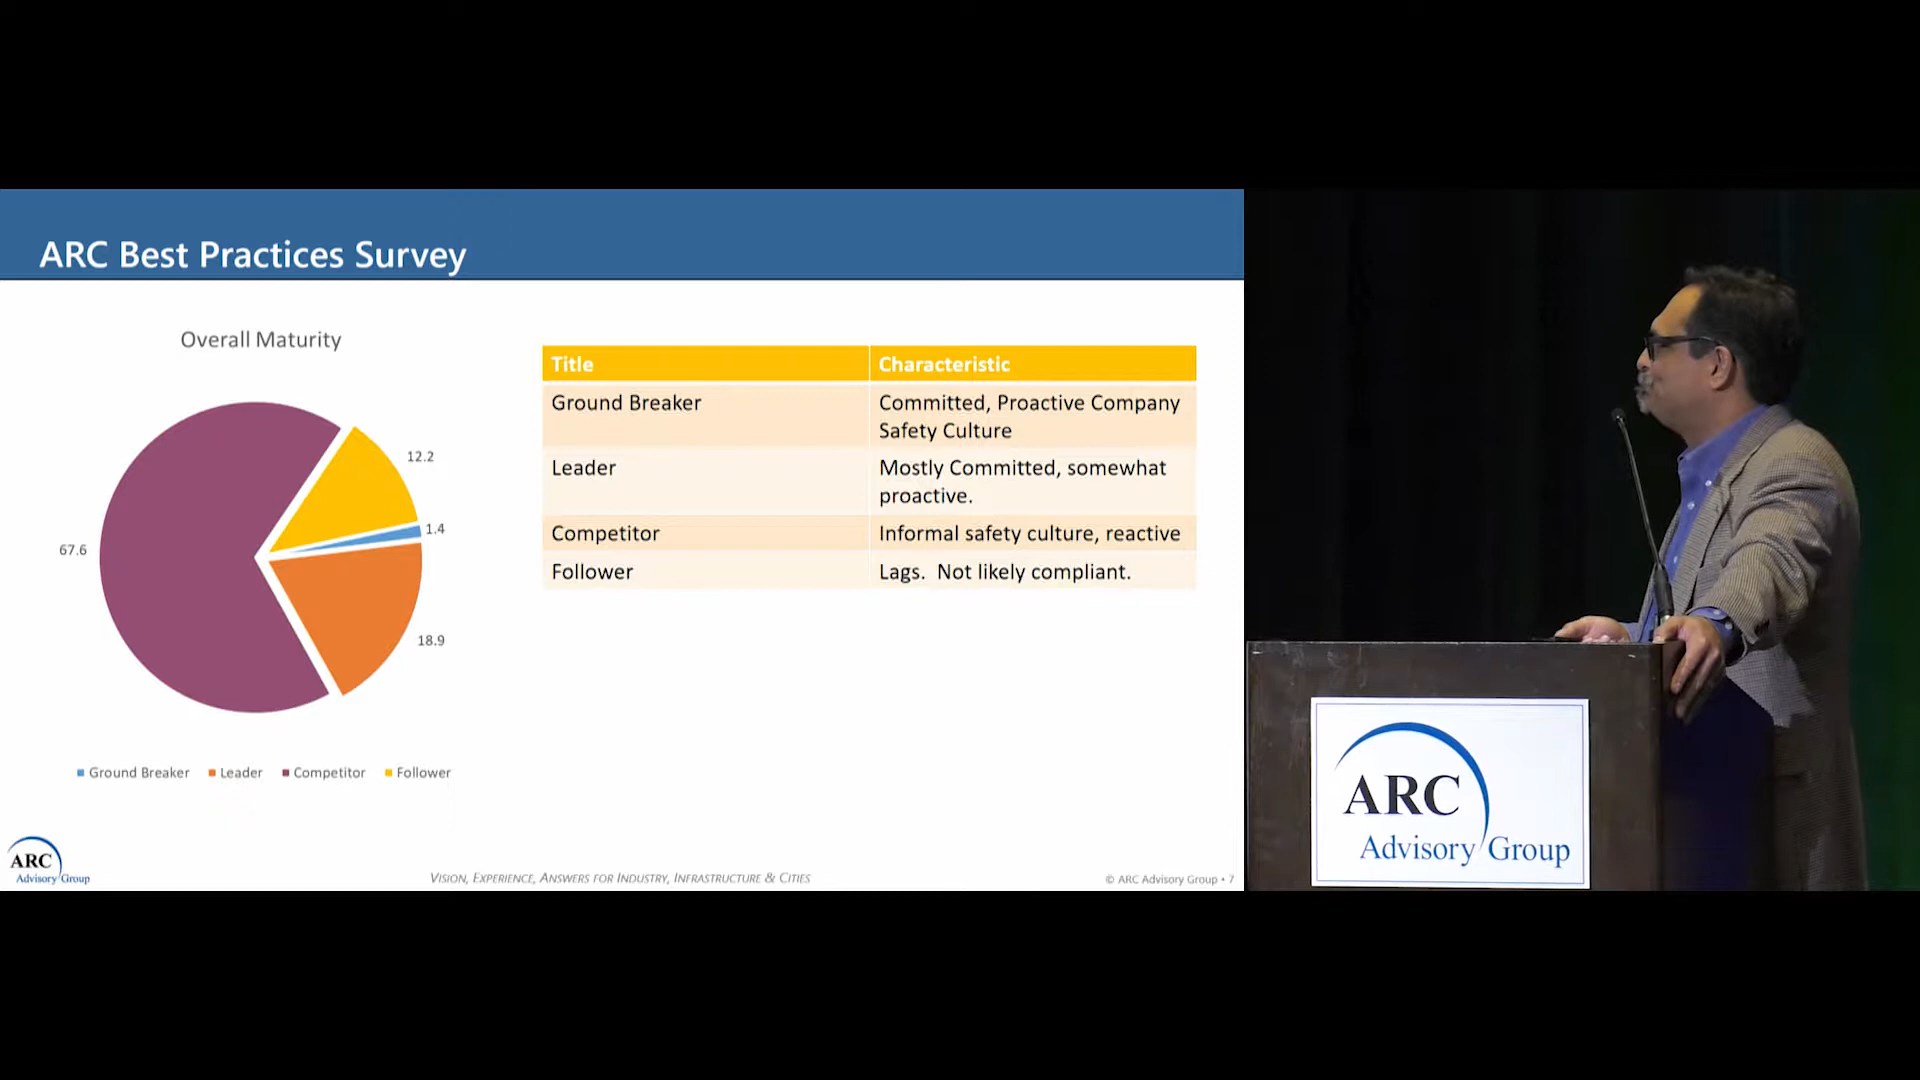 ARC Best Practices Survey
Overall Maturity
12.2
1.4
67.6
18.9
Ground Breaker Leader Competitor Follower
Title Characteristic
Ground Breaker Committed, Proactive Company
Safety Culture
Leader Mostly Committed, somewhat
proactive.
Competitor Informal safety culture, reactive
Follower Lags. Not likely compliant.
ARC
Advisory Group
VISION, EXPERIENCE, ANSWERS FOR INDUSTRY, INFRASTRUCTURE & CITIES
© ARC Advisory Group • 7
ARC
Advisory Group